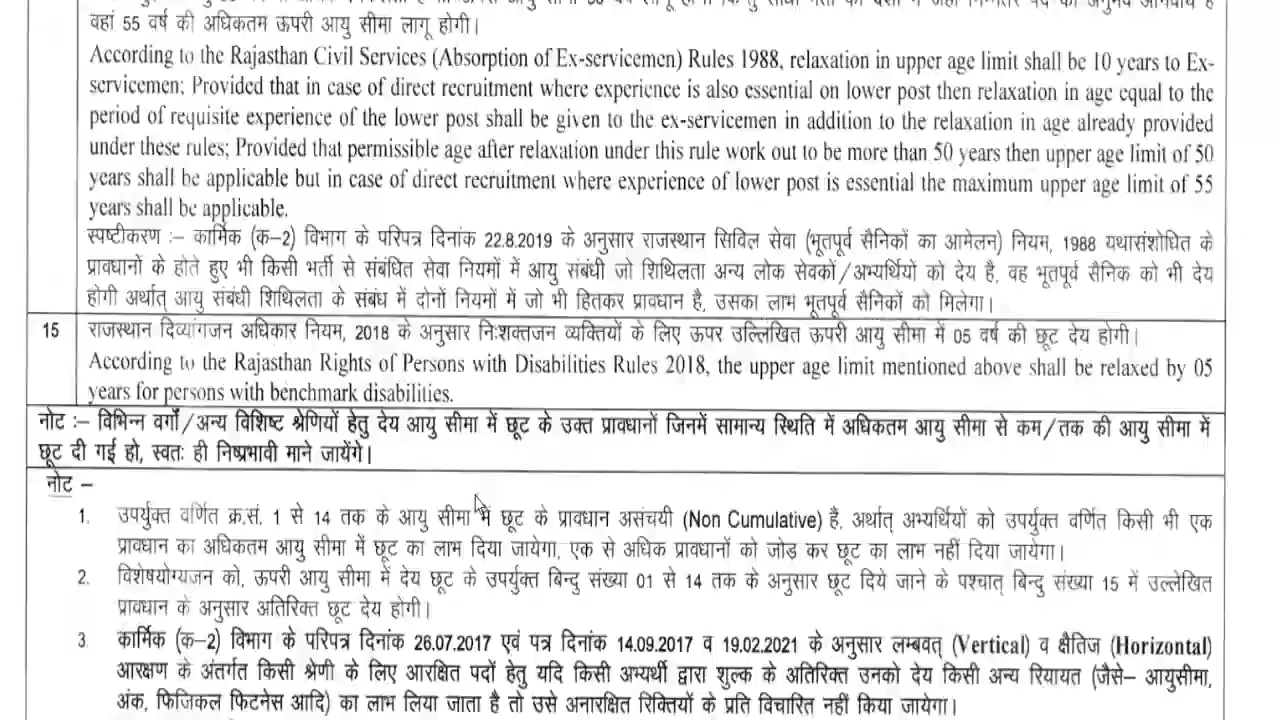 वहां 55 वर्ष की अधिकतम ऊपरी आयु सीमा लागू होगी।
According to the Rajasthan Civil Services (Absorption of Ex-servicemen) Rules 1988, relaxation in upper age limit shall be 10 years to Ex-
servicemen; Provided that in case of direct recruitment where experience is also essential on lower post then relaxation in age equal to the
period of requisite experience of the lower post shall be given to the ex-servicemen in addition to the relaxation in age already provided
under these rules; Provided that permissible age after relaxation under this rule work out to be more than 50 years then upper age limit of 50
years shall be applicable but in case of direct recruitment where experience of lower post is essential the maximum upper age limit of 55
years shall be applicable.
स्पष्टीकरण :– कार्मिक (क–2) विभाग के परिपत्र दिनांक 22.8.2019 के अनुसार राजस्थान सिविल सेवा (भूतपूर्व सैनिकों का आमेलन) नियम, 1988 यथासंशोधित के
प्रावधानों के होते हुए भी किसी भर्ती से संबंधित सेवा नियमों में आयु संबंधी जो शिथिलता अन्य लोक सेवकों/अभ्यर्थियों को देय है, वह भूतपूर्व सैनिक को भी देय
होगी अर्थात् आयु संबंधी शिथिलता के संबंध में दोनों नियमों में जो भी हितकर प्रावधान है, उसका लाभ भूतपूर्व सैनिकों को मिलेगा।
15 राजस्थान दिव्यांगजन अधिकार नियम, 2018 के अनुसार निःशक्तजन व्यक्तियों के लिए ऊपर उल्लिखित ऊपरी आयु सीमा में 05 वर्ष की छूट देय होगी।
According to the Rajasthan Rights of Persons with Disabilities Rules 2018, the upper age limit mentioned above shall be relaxed by 05
years for persons with benchmark disabilities.
नोट :– विभिन्न वर्गों/अन्य विशिष्ट श्रेणियों हेतु देय आयु सीमा में छूट के उक्त प्रावधानों जिनमें सामान्य स्थिति में अधिकतम आयु सीमा से कम/तक की आयु सीमा में
छूट दी गई हो, स्वतः ही निष्प्रभावी माने जायेंगे।
नोट –
1. उपर्युक्त वर्णित क्र.सं. 1 से 14 तक के आयु सीमा में छूट के प्रावधान असंचयी (Non Cumulative) हैं, अर्थात् अभ्यर्थियों को उपर्युक्त वर्णित किसी भी एक
प्रावधान का अधिकतम आयु सीमा में छूट का लाभ दिया जायेगा, एक से अधिक प्रावधानों को जोड़ कर छूट का लाभ नहीं दिया जायेगा।
2. विशेषयोग्यजन को, ऊपरी आयु सीमा में देय छूट के उपर्युक्त बिन्दु संख्या 01 से 14 तक के अनुसार छूट दिये जाने के पश्चात् बिन्दु संख्या 15 में उल्लेखित
प्रावधान के अनुसार अतिरिक्त छूट देय होगी।
3. कार्मिक (क–2) विभाग के परिपत्र दिनांक 26.07.2017 एवं पत्र दिनांक 14.09.2017 व 19.02.2021 के अनुसार लम्बवत् (Vertical) व क्षैतिज (Horizontal)
आरक्षण के अंतर्गत किसी श्रेणी के लिए आरक्षित पदों हेतु यदि किसी अभ्यर्थी द्वारा शुल्क के अतिरिक्त उनको देय किसी अन्य रियायत (जैसे– आयुसीमा,
अंक, फिजिकल फिटनेस आदि) का लाभ लिया जाता है तो उसे अनारक्षित रिक्तियों के प्रति विचारित नहीं किया जायेगा।